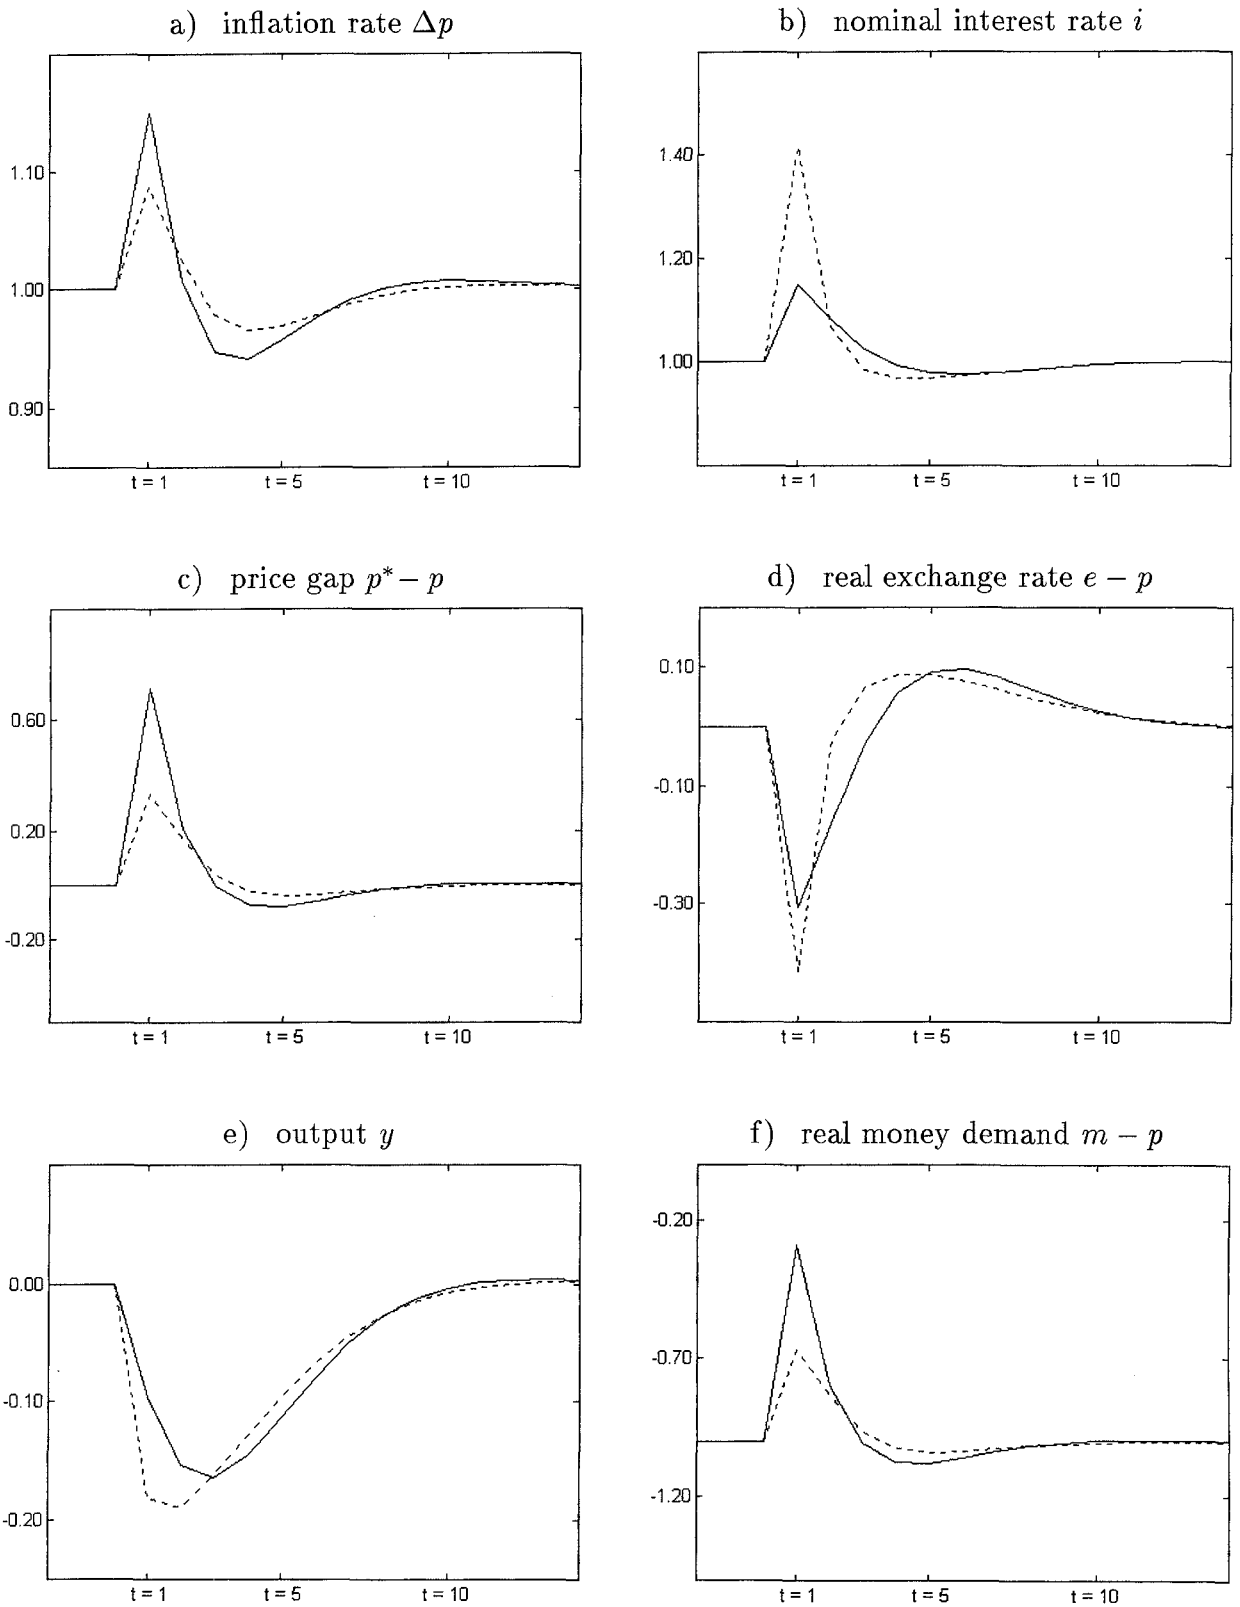 a) inflation rate Δp
1.10
1.00
0.90
t = 1 t = 5 t = 10
b) nominal interest rate i
1.40
1.20
1.00
t = 1 t = 5 t = 10
c) price gap p* − p
0.60
0.20
-0.20
t = 1 t = 5 t = 10
d) real exchange rate e − p
0.10
-0.10
-0.30
t = 1 t = 5 t = 10
e) output y
0.00
-0.10
-0.20
t = 1 t = 5 t = 10
f) real money demand m − p
-0.20
-0.70
-1.20
t = 1 t = 5 t = 10